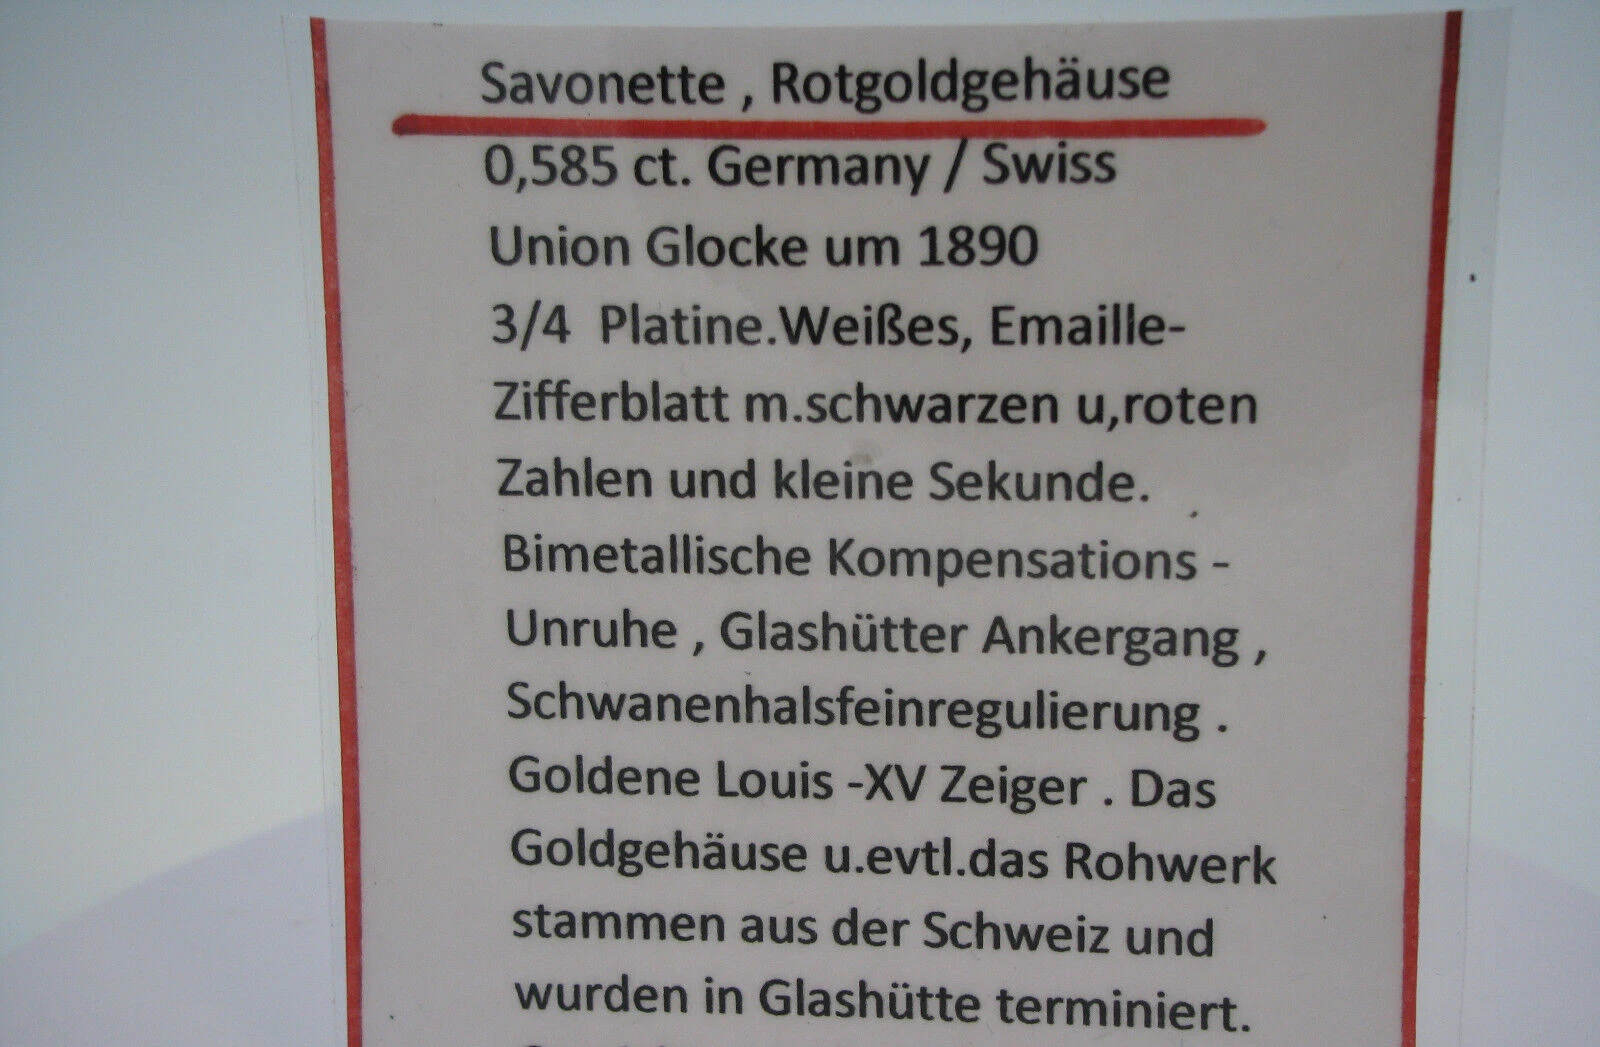 Savonette , Rotgoldgehäuse
0,585 ct. Germany / Swiss
Union Glocke um 1890
3/4 Platine.Weißes, Emaille-
Zifferblatt m.schwarzen u,roten
Zahlen und kleine Sekunde.
Bimetallische Kompensations -
Unruhe , Glashütter Ankergang ,
Schwanenhalsfeinregulierung .
Goldene Louis -XV Zeiger . Das
Goldgehäuse u.evtl.das Rohwerk
stammen aus der Schweiz und
wurden in Glashütte terminiert.